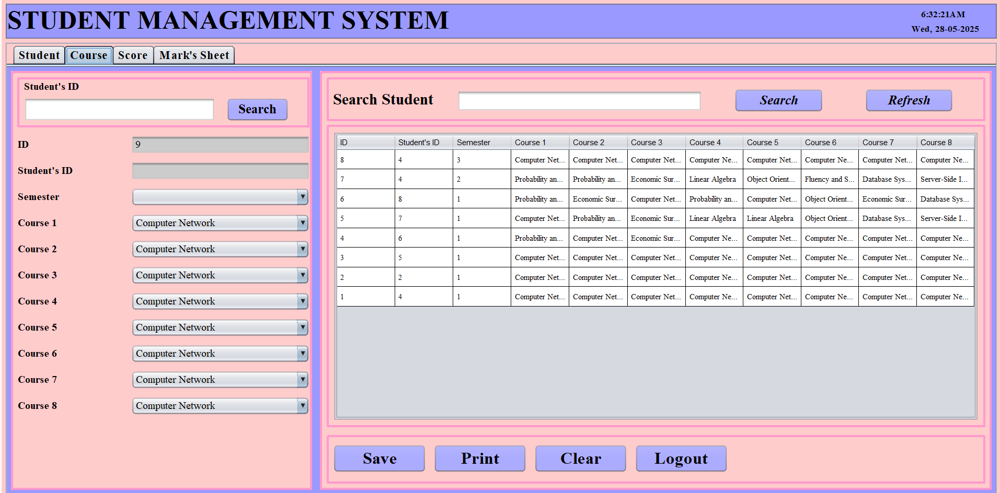 STUDENT MANAGEMENT SYSTEM
6:32:21AM
Wed, 28-05-2025
Student Course Score Mark's Sheet
Student's ID
Search
ID 9
Student's ID
Semester
Course 1 Computer Network
Course 2 Computer Network
Course 3 Computer Network
Course 4 Computer Network
Course 5 Computer Network
Course 6 Computer Network
Course 7 Computer Network
Course 8 Computer Network
Search Student Search Refresh
ID Student's ID Semester Course 1 Course 2 Course 3 Course 4 Course 5 Course 6 Course 7 Course 8
8 4 3 Computer Net... Computer Net... Computer Net... Computer Ne... Computer Net... Computer Ne... Computer Net... Computer Ne...
7 4 2 Probability an... Probability an... Economic Sur... Linear Algebra Object Orient... Fluency and S... Database Sys... Server-Side I...
6 8 1 Probability an... Economic Sur... Computer Net... Probability an... Computer Net... Object Orient... Economic Sur... Database Sys...
5 7 1 Computer Net... Probability an... Economic Sur... Linear Algebra Linear Algebra Object Orient... Database Sys... Server-Side I...
4 6 1 Probability an... Computer Net... Economic Sur... Computer Ne... Computer Net... Computer Ne... Computer Net... Computer Ne...
3 5 1 Computer Net... Computer Net... Computer Net... Computer Ne... Computer Net... Computer Ne... Computer Net... Computer Ne...
2 2 1 Computer Net... Computer Net... Computer Net... Computer Ne... Computer Net... Computer Ne... Computer Net... Computer Ne...
1 4 1 Computer Net... Computer Net... Computer Net... Computer Ne... Computer Net... Computer Ne... Computer Net... Computer Ne...
Save Print Clear Logout